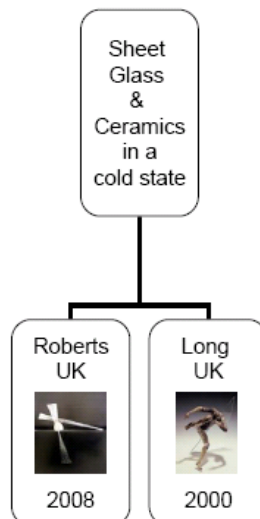 Sheet
Glass
&
Ceramics
in a
cold state
Roberts
UK
2008
Long
UK
2000